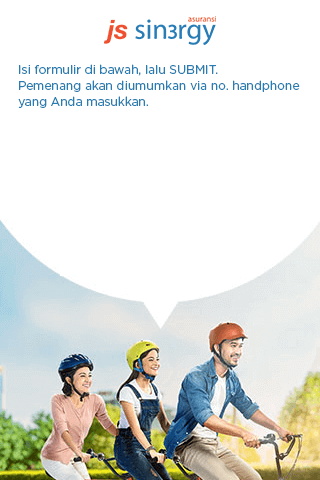 asuransi
js sin3rgy
Isi formulir di bawah, lalu SUBMIT.
Pemenang akan diumumkan via no. handphone
yang Anda masukkan.